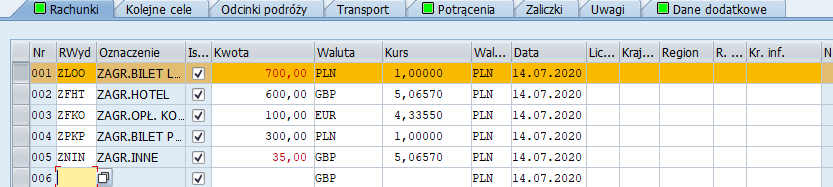 Rachunki Kolejne cele Odcinki podróży Transport Potrącenia Zaliczki Uwagi Dane dodatkowe
Nr RWyd Oznaczenie Is... Kwota Waluta Kurs Wal... Data Lic... Kraj... Region R. ... Kr. inf. N
001 ZLOO ZAGR.BILET L... 700,00 PLN 1,00000 PLN 14.07.2020
002 ZFHT ZAGR.HOTEL 600,00 GBP 5,06570 PLN 14.07.2020
003 ZFKO ZAGR.OPŁ. KO... 100,00 EUR 4,33550 PLN 14.07.2020
004 ZPKP ZAGR.BILET P... 300,00 PLN 1,00000 PLN 14.07.2020
005 ZNIN ZAGR.INNE 35,00 GBP 5,06570 PLN 14.07.2020
006 GBP PLN 14.07.2020